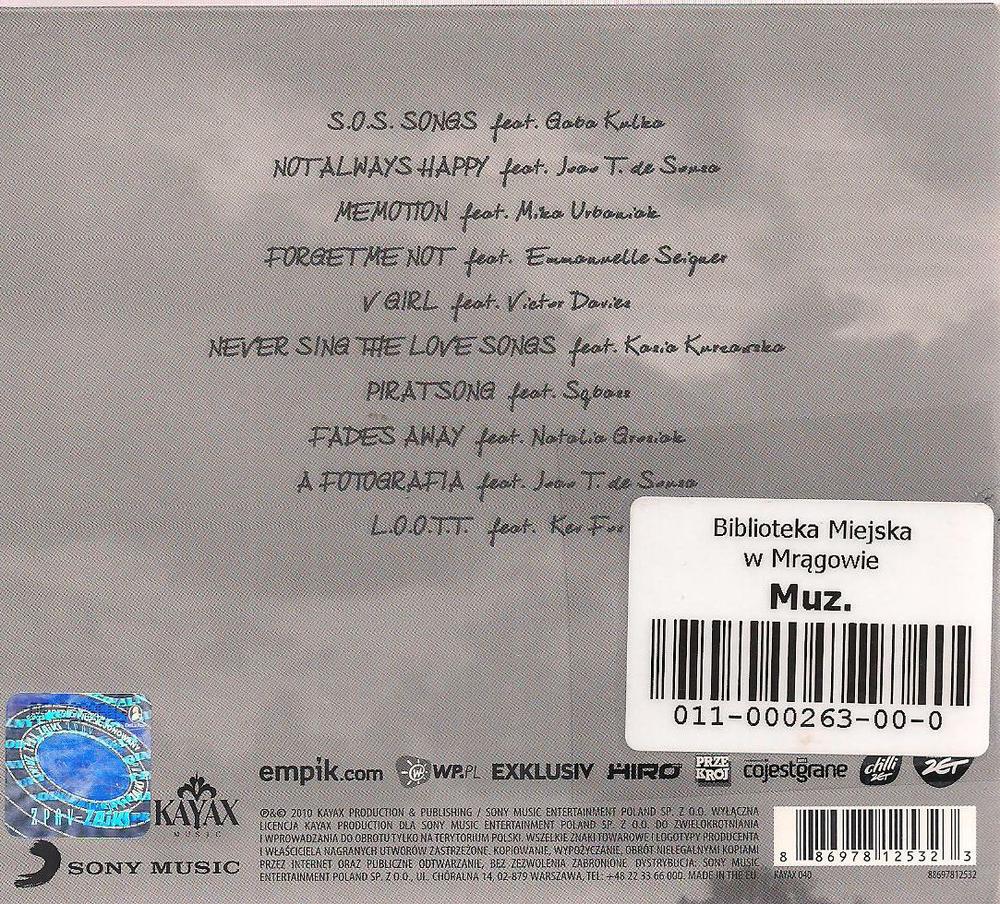 S.O.S. SONGS feat. Gaba Kulka
NOT ALWAYS HAPPY feat. Joao T. de Sousa
MEMOTION feat. Mika Urbaniak
FORGET ME NOT feat. Emmanuelle Seigner
V GIRL feat. Victor Davies
NEVER SING THE LOVE SONGS feat. Kasia Kurzawska
PIRATSONG feat. Sqbass
FADES AWAY feat. Natalia Grosiak
A FOTOGRAFIA feat. Joao T. de Sousa
L.O.O.T.T. feat. Kev Fox
Biblioteka Miejska
w Mrągowie
Muz.
011-000263-00-0
empik.com WP.PL EXKLUSIV HIRO PRZEKRÓJ cojestgrane chilli ZET ZET
KAYAX
MUSIC
SONY MUSIC
℗&© 2010 KAYAX PRODUCTION & PUBLISHING / SONY MUSIC ENTERTAINMENT POLAND SP. Z O.O. WYŁĄCZNA
LICENCJA KAYAX PRODUCTION DLA SONY MUSIC ENTERTAINMENT POLAND SP. Z O.O. DO ZWIELOKROTNIANIA
I WPROWADZANIA DO OBROTU TYLKO NA TERYTORIUM POLSKI. WSZELKIE ZNAKI TOWAROWE I LOGOTYPY PRODUCENTA
I WŁAŚCICIELA NAGRANYCH UTWORÓW ZASTRZEŻONE. KOPIOWANIE, WYPOŻYCZANIE, OBRÓT NIELEGALNYMI KOPIAMI
PRZEZ INTERNET ORAZ PUBLICZNE ODTWARZANIE, BEZ ZEZWOLENIA ZABRONIONE DYSTRYBUCJA: SONY MUSIC
ENTERTAINMENT POLAND SP. Z O.O., UL. CHÓRALNA 14, 02-879 WARSZAWA, TEL: +48 22 33 66 000. MADE IN THE EU.
8 86978 12532 3
KAYAX 040 88697812532